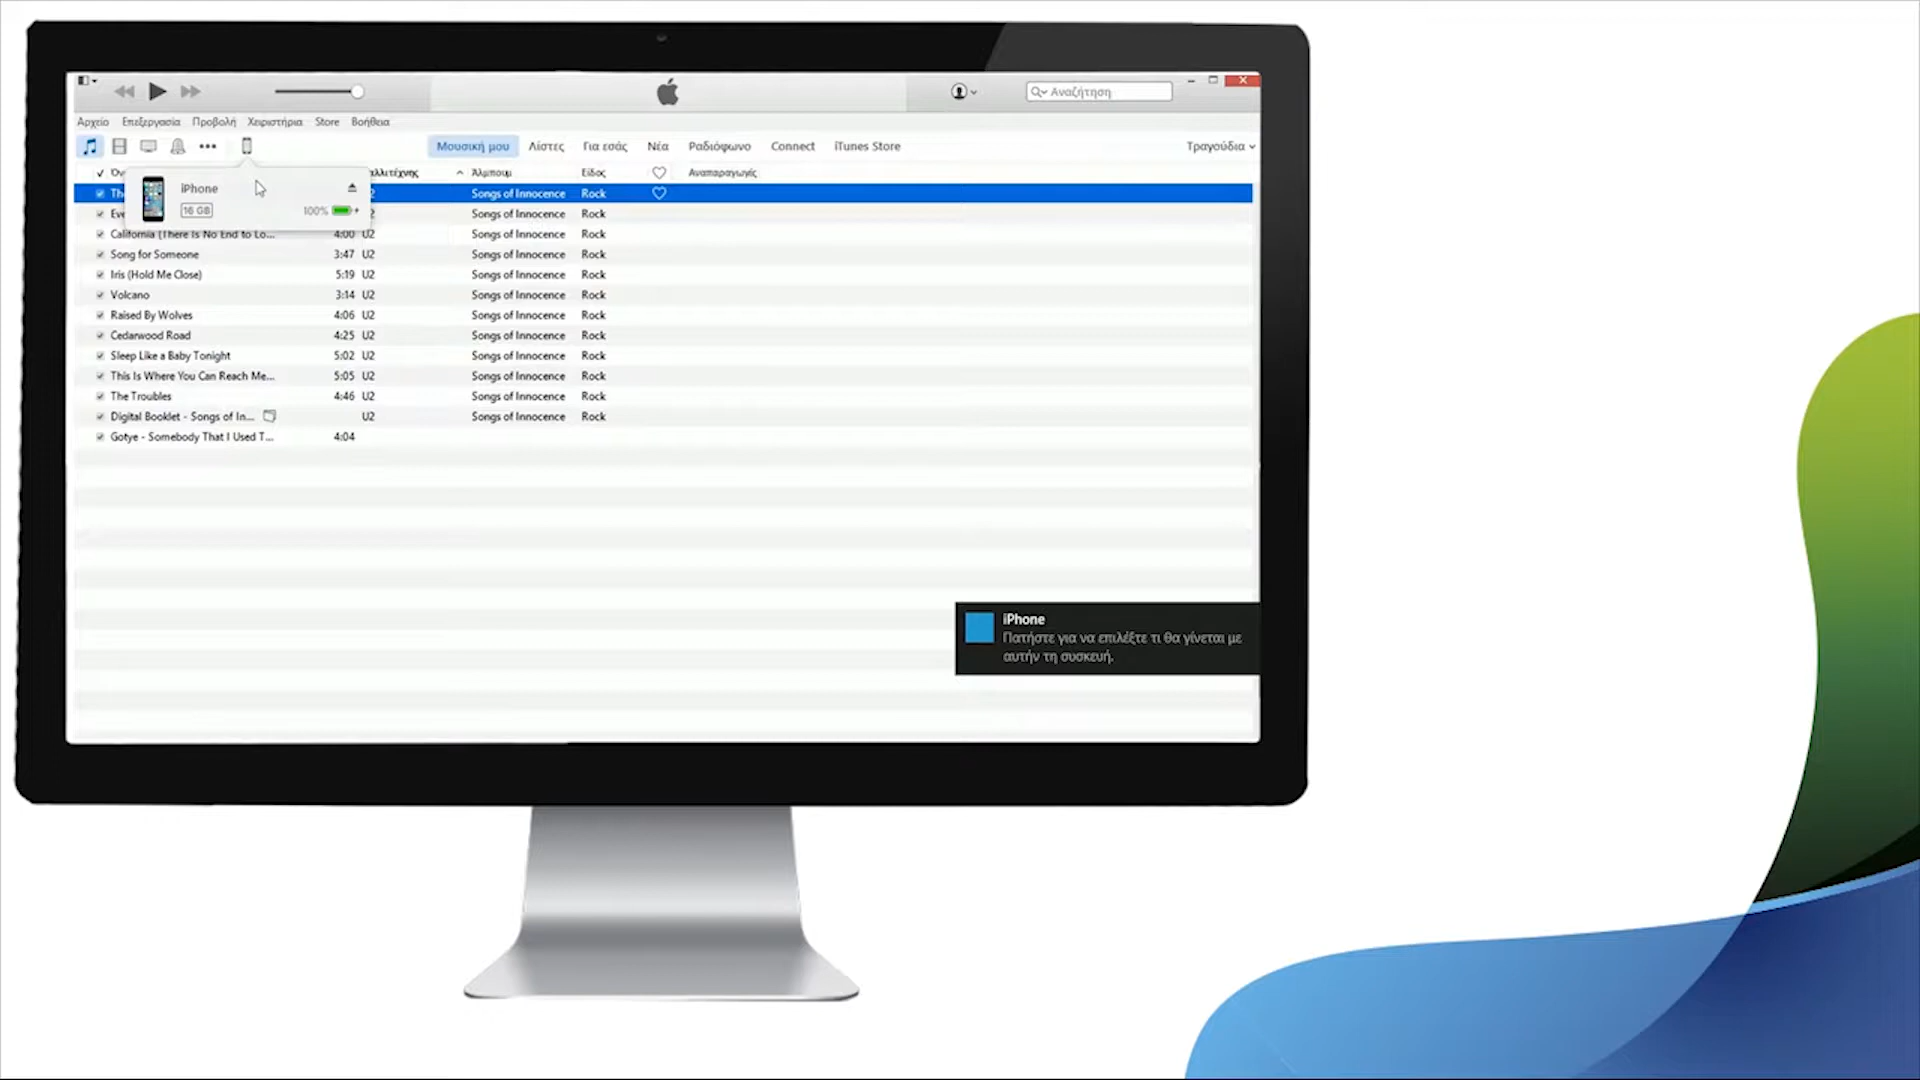 Αναζήτηση
Αρχείο Επεξεργασία Προβολή Χειριστήρια Store Βοήθεια
Μουσική μου Λίστες Για εσάς Νέα Ραδιόφωνο Connect iTunes Store Τραγούδια
Άλμπουμ Είδος Αναπαραγωγές
iPhone
16 GB 100%
Songs of Innocence Rock
Songs of Innocence Rock
California (There Is No End to Lo... 4:00 U2 Songs of Innocence Rock
Song for Someone 3:47 U2 Songs of Innocence Rock
Iris (Hold Me Close) 5:19 U2 Songs of Innocence Rock
Volcano 3:14 U2 Songs of Innocence Rock
Raised By Wolves 4:06 U2 Songs of Innocence Rock
Cedarwood Road 4:25 U2 Songs of Innocence Rock
Sleep Like a Baby Tonight 5:02 U2 Songs of Innocence Rock
This Is Where You Can Reach Me... 5:05 U2 Songs of Innocence Rock
The Troubles 4:46 U2 Songs of Innocence Rock
Digital Booklet - Songs of In... U2 Songs of Innocence Rock
Gotye - Somebody That I Used T... 4:04
iPhone
Πατήστε για να επιλέξτε τι θα γίνεται με
αυτήν τη συσκευή.